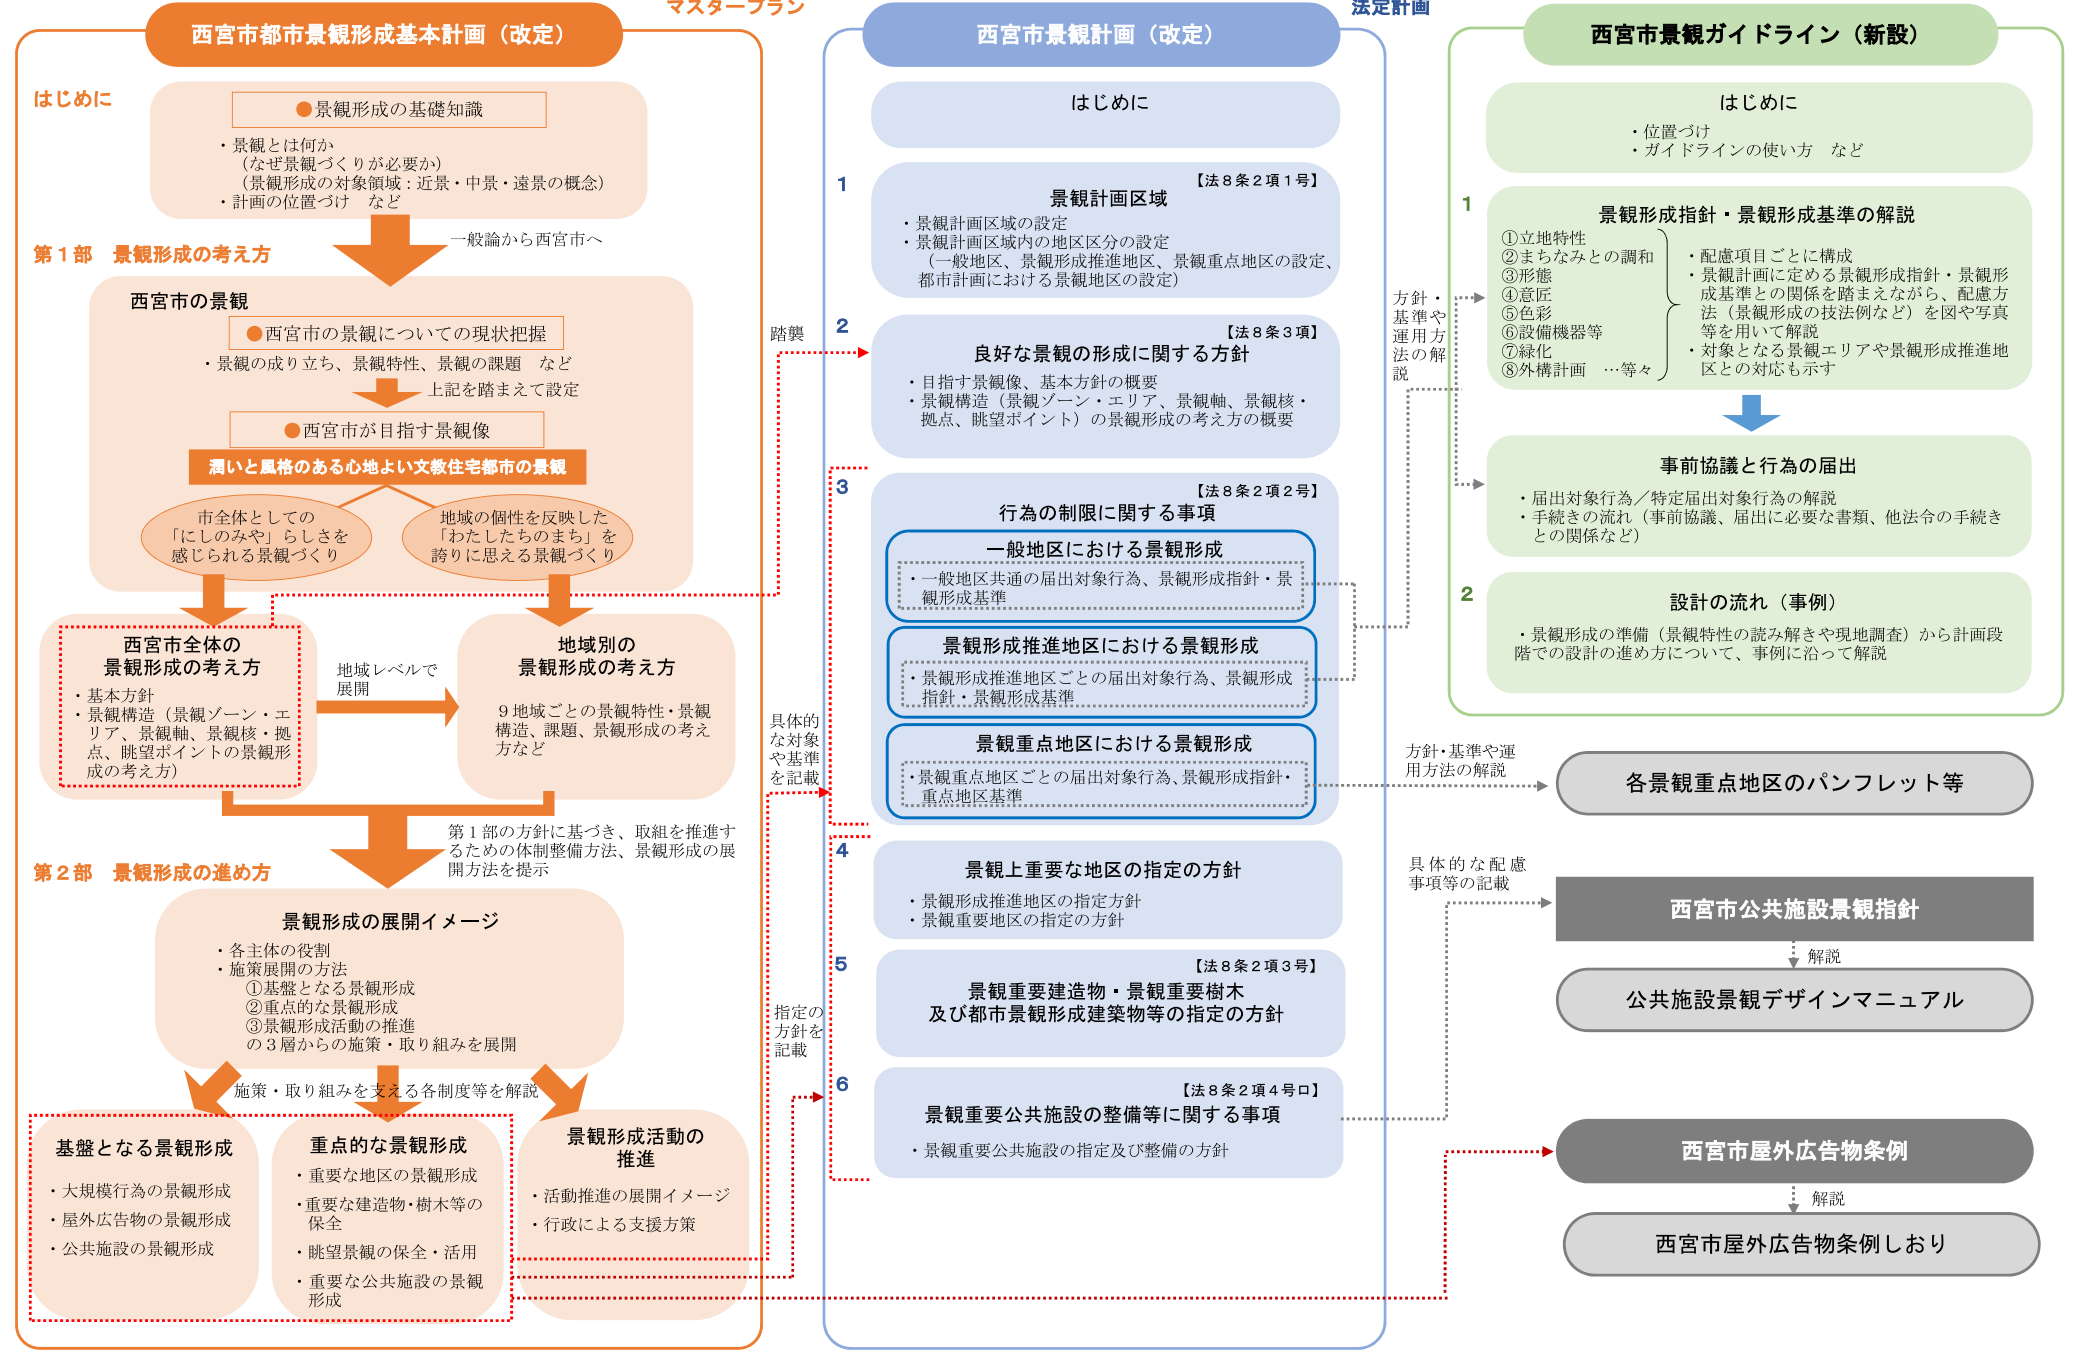 マスタープラン
西宮市都市景観形成基本計画（改定）
はじめに
●景観形成の基礎知識
・景観とは何か
（なぜ景観づくりが必要か）
（景観形成の対象領域：近景・中景・遠景の概念）
・計画の位置づけ　など
一般論から西宮市へ
第１部　景観形成の考え方
西宮市の景観
●西宮市の景観についての現状把握
・景観の成り立ち、景観特性、景観の課題　など
上記を踏まえて設定
●西宮市が目指す景観像
潤いと風格のある心地よい文教住宅都市の景観
市全体としての
「にしのみや」らしさを
感じられる景観づくり
地域の個性を反映した
「わたしたちのまち」を
誇りに思える景観づくり
西宮市全体の
景観形成の考え方
・基本方針
・景観構造（景観ゾーン・エ
リア、景観軸、景観核・拠
点、眺望ポイントの景観形
成の考え方）
地域レベルで
展開
地域別の
景観形成の考え方
９地域ごとの景観特性・景観
構造、課題、景観形成の考え
方など
第１部の方針に基づき、取組を推進す
るための体制整備方法、景観形成の展
開方法を提示
第２部　景観形成の進め方
景観形成の展開イメージ
・各主体の役割
・施策展開の方法
①基盤となる景観形成
②重点的な景観形成
③景観形成活動の推進
の３層からの施策・取り組みを展開
施策・取り組みを支える各制度等を解説
基盤となる景観形成
・大規模行為の景観形成
・屋外広告物の景観形成
・公共施設の景観形成
重点的な景観形成
・重要な地区の景観形成
・重要な建造物・樹木等の
保全
・眺望景観の保全・活用
・重要な公共施設の景観
形成
景観形成活動の
推進
・活動推進の展開イメージ
・行政による支援方策
踏襲
具体的
な対象
や基準
を記載
指定の
方針を
記載
法定計画
西宮市景観計画（改定）
はじめに
1
【法８条２項１号】
景観計画区域
・景観計画区域の設定
・景観計画区域内の地区区分の設定
（一般地区、景観形成推進地区、景観重点地区の設定、
都市計画における景観地区の設定）
2
【法８条３項】
良好な景観の形成に関する方針
・目指す景観像、基本方針の概要
・景観構造（景観ゾーン・エリア、景観軸、景観核・
拠点、眺望ポイント）の景観形成の考え方の概要
3
【法８条２項２号】
行為の制限に関する事項
一般地区における景観形成
・一般地区共通の届出対象行為、景観形成指針・景
観形成基準
景観形成推進地区における景観形成
・景観形成推進地区ごとの届出対象行為、景観形成
指針・景観形成基準
景観重点地区における景観形成
・景観重点地区ごとの届出対象行為、景観形成指針・
重点地区基準
4
景観上重要な地区の指定の方針
・景観形成推進地区の指定方針
・景観重要地区の指定の方針
5
【法８条２項３号】
景観重要建造物・景観重要樹木
及び都市景観形成建築物等の指定の方針
6
【法８条２項４号ロ】
景観重要公共施設の整備等に関する事項
・景観重要公共施設の指定及び整備の方針
方針・
基準や
運用方
法の解
説
方針・基準や運
用方法の解説
具体的な配慮
事項等の記載
西宮市景観ガイドライン（新設）
はじめに
・位置づけ
・ガイドラインの使い方　など
1
景観形成指針・景観形成基準の解説
①立地特性
②まちなみとの調和
③形態
④意匠
⑤色彩
⑥設備機器等
⑦緑化
⑧外構計画　…等々
・配慮項目ごとに構成
・景観計画に定める景観形成指針・景観形
成基準との関係を踏まえながら、配慮方
法（景観形成の技法例など）を図や写真
等を用いて解説
・対象となる景観エリアや景観形成推進地
区との対応も示す
事前協議と行為の届出
・届出対象行為／特定届出対象行為の解説
・手続きの流れ（事前協議、届出に必要な書類、他法令の手続き
との関係など）
2
設計の流れ（事例）
・景観形成の準備（景観特性の読み解きや現地調査）から計画段
階での設計の進め方について、事例に沿って解説
各景観重点地区のパンフレット等
西宮市公共施設景観指針
解説
公共施設景観デザインマニュアル
西宮市屋外広告物条例
解説
西宮市屋外広告物条例しおり